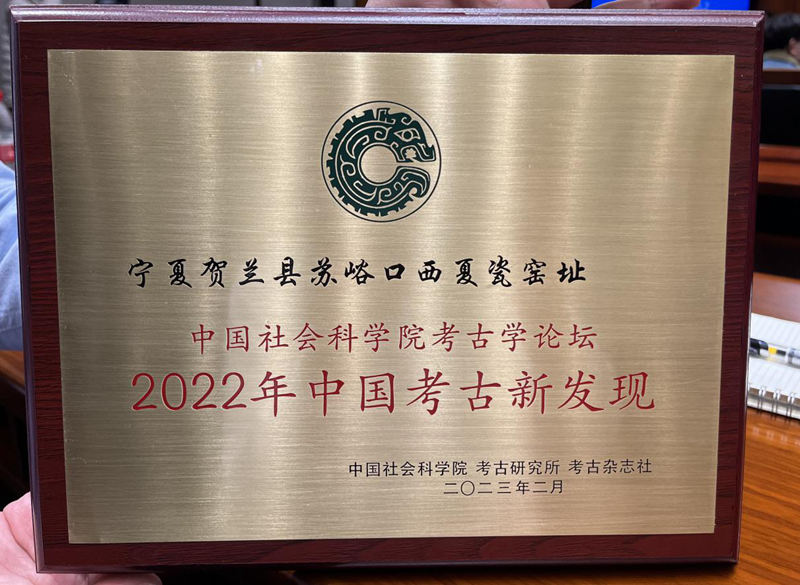 宁夏贺兰县苏峪口西夏瓷窑址
中国社会科学院考古学论坛
2022年中国考古新发现
中国社会科学院 考古研究所 考古杂志社
二〇二三年二月